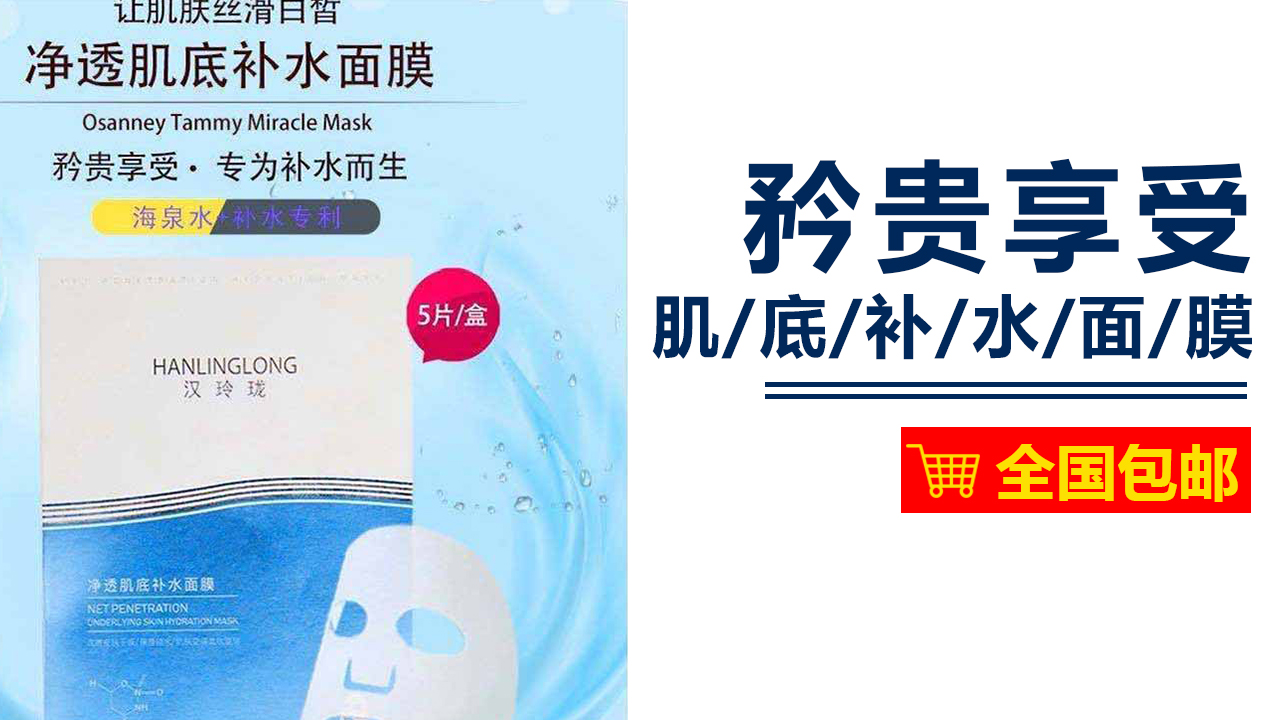 让肌肤丝滑白皙
净透肌底补水面膜
Osanney Tammy Miracle Mask
矜贵享受·专为补水而生
海泉水+补水专利
5片/盒
HANLINGLONG
汉玲珑
净透肌底补水面膜
NET PENETRATION
UNDERLYING SKIN HYDRATION MASK
H O N O
NH
矜贵享受
肌/底/补/水/面/膜
全国包邮